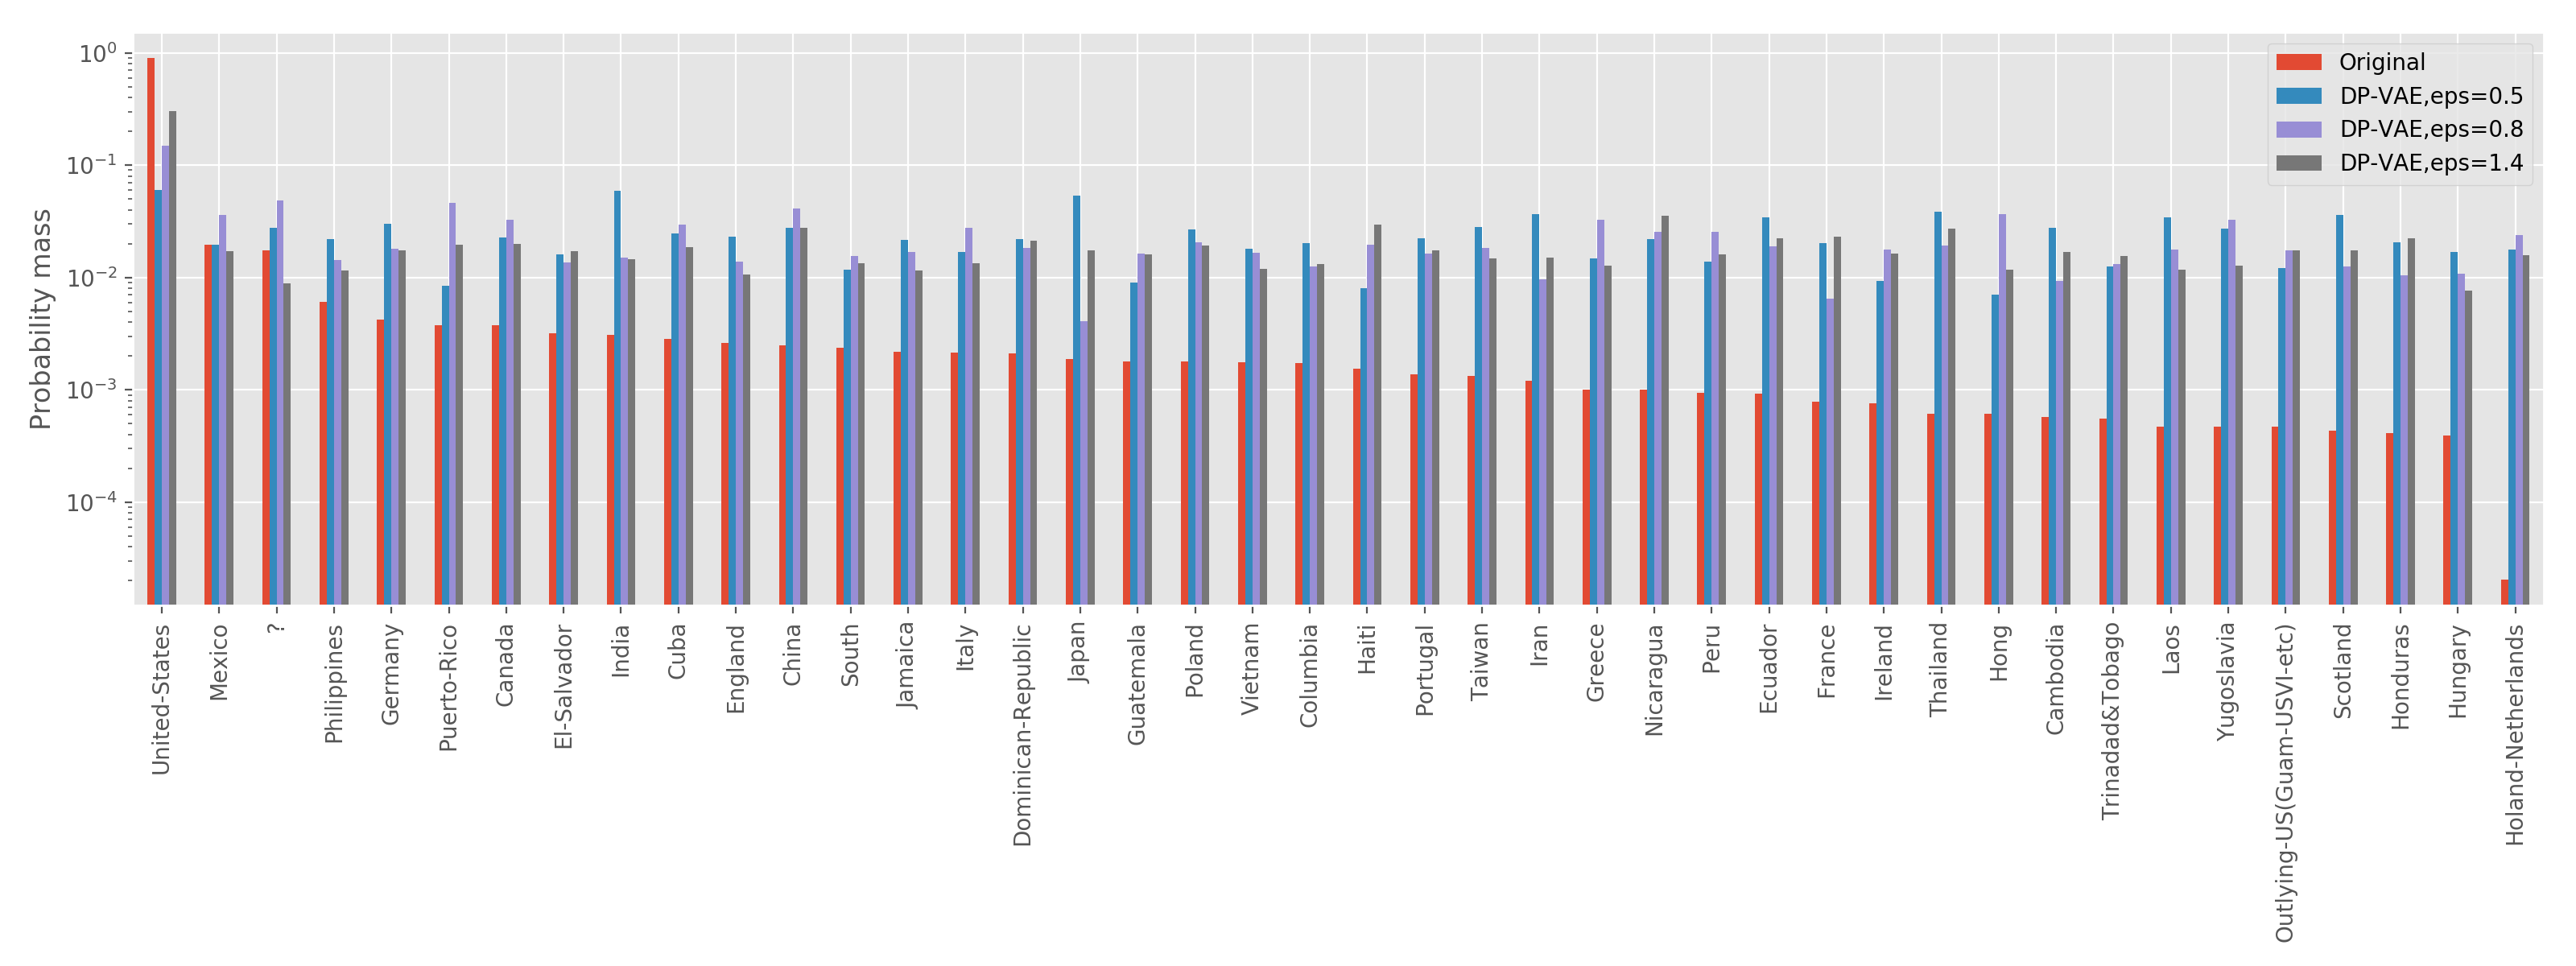 Probability mass
10⁰
10⁻¹
10⁻²
10⁻³
10⁻⁴
Original
DP-VAE,eps=0.5
DP-VAE,eps=0.8
DP-VAE,eps=1.4
United-States
Mexico
?
Philippines
Germany
Puerto-Rico
Canada
El-Salvador
India
Cuba
England
China
South
Jamaica
Italy
Dominican-Republic
Japan
Guatemala
Poland
Vietnam
Columbia
Haiti
Portugal
Taiwan
Iran
Greece
Nicaragua
Peru
Ecuador
France
Ireland
Thailand
Hong
Cambodia
Trinadad&Tobago
Laos
Yugoslavia
Outlying-US(Guam-USVI-etc)
Scotland
Honduras
Hungary
Holand-Netherlands